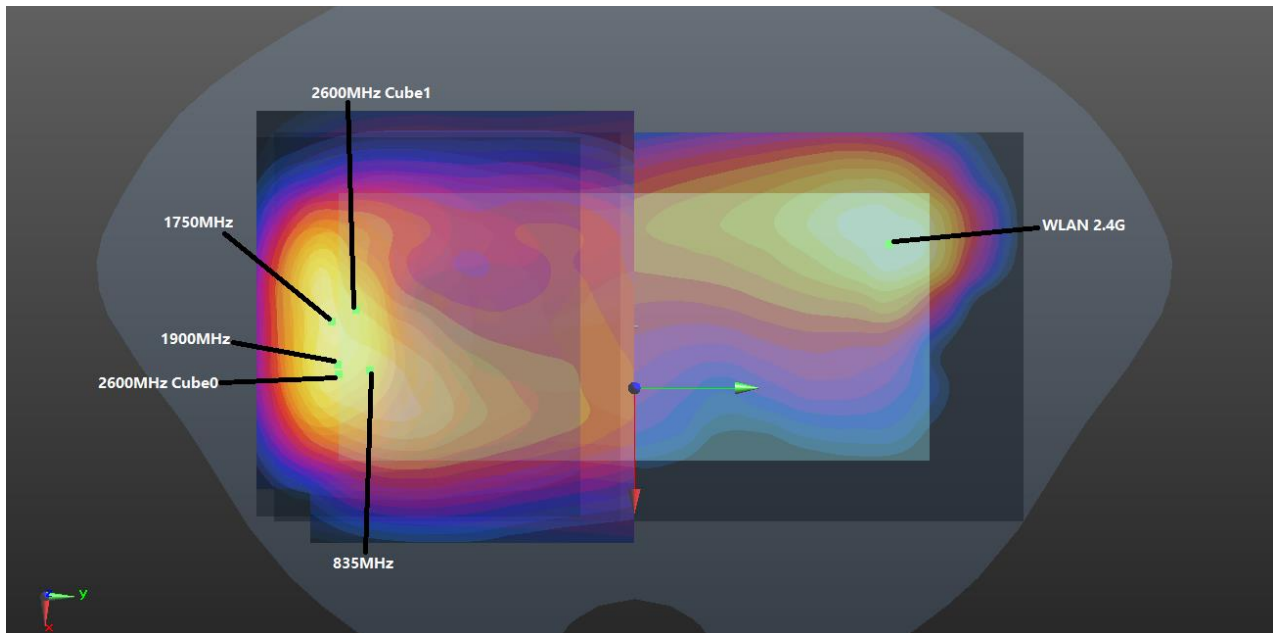 2600MHz Cube1
1750MHz
WLAN 2.4G
1900MHz
2600MHz Cube0
835MHz
y
x